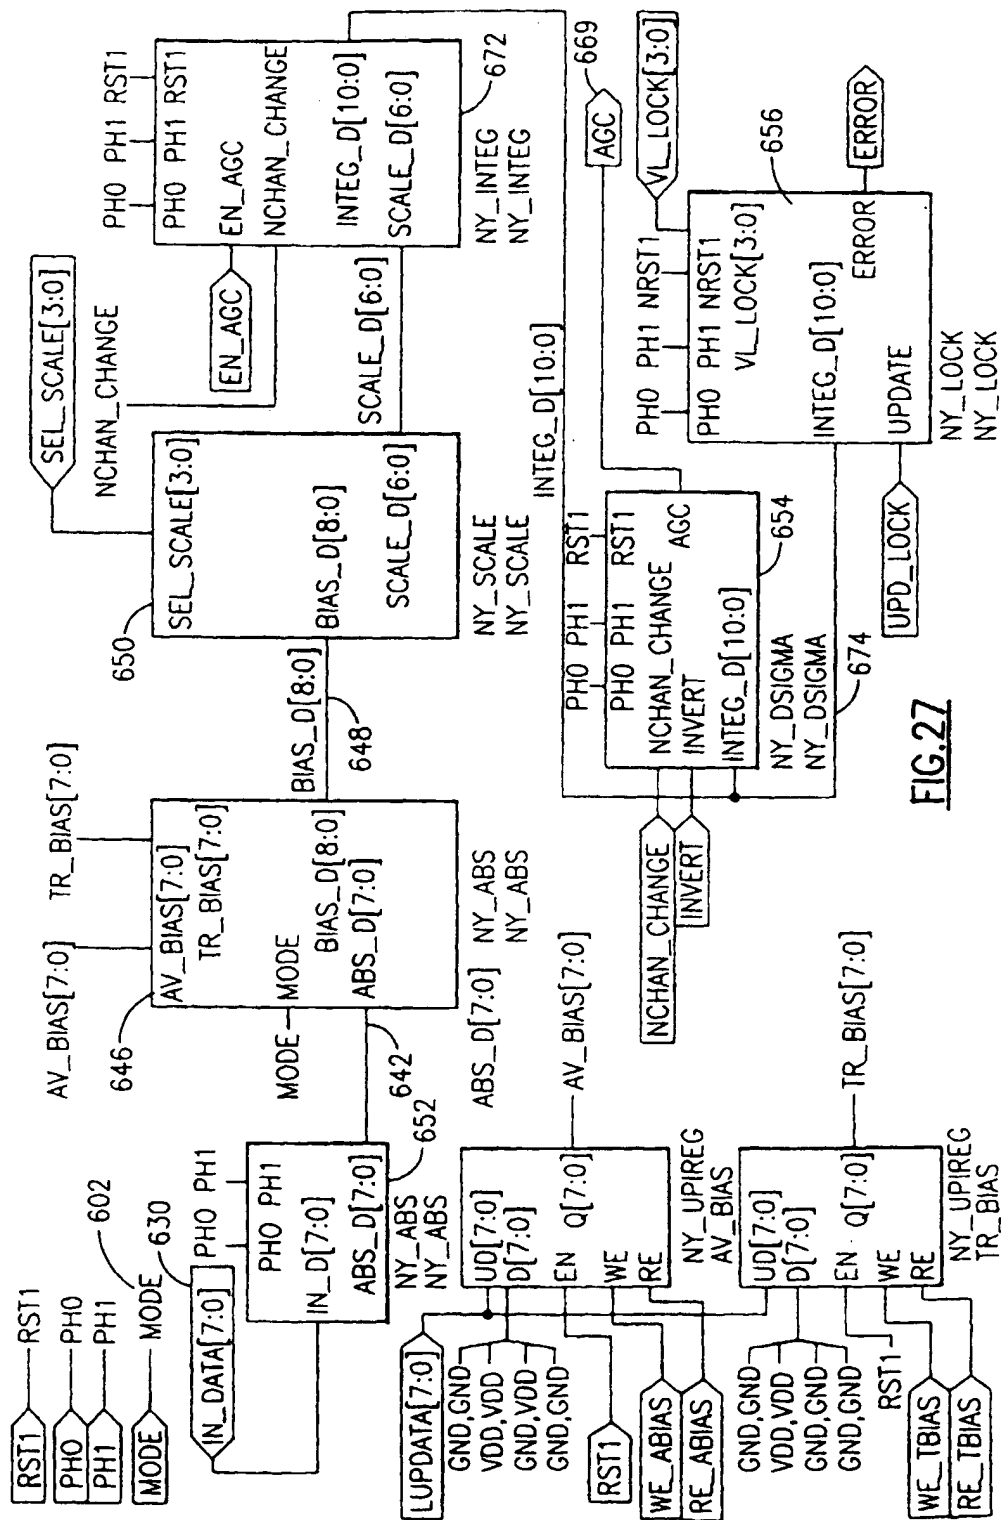 RST1
RST1
PH0
PH0
PH1
PH1
MODE
MODE
602
IN_DATA[7:0]
630
PH0 PH1
PH0 PH1
IN_D[7:0]
ABS_D[7:0]
652
NY_ABS
NY_ABS
642
ABS_D[7:0]
AV_BIAS[7:0]
TR_BIAS[7:0]
646
AV_BIAS[7:0]
TR_BIAS[7:0]
MODE
MODE
BIAS_D[8:0]
ABS_D[7:0]
NY_ABS
NY_ABS
BIAS_D[8:0]
648
650
SEL_SCALE[3:0]
SEL_SCALE[3:0]
BIAS_D[8:0]
SCALE_D[6:0]
NY_SCALE
NY_SCALE
NCHAN_CHANGE
EN_AGC
SCALE_D[6:0]
PH0 PH1 RST1
PH0 PH1 RST1
EN_AGC
NCHAN_CHANGE
INTEG_D[10:0]
SCALE_D[6:0]
672
NY_INTEG
NY_INTEG
INTEG_D[10:0]
LUPDATA[7:0]
GND,GND
VDD,VDD
GND,VDD
GND,GND
RST1
WE_ABIAS
RE_ABIAS
UD[7:0]
D[7:0]
EN
Q[7:0]
WE
RE
AV_BIAS[7:0]
NY_UPIREG
AV_BIAS
GND,GND
VDD,VDD
GND,GND
GND,GND
RST1
WE_TBIAS
RE_TBIAS
UD[7:0]
D[7:0]
EN
Q[7:0]
WE
RE
TR_BIAS[7:0]
NY_UPIREG
TR_BIAS
NCHAN_CHANGE
INVERT
PH0 PH1 RST1
PH0 PH1 RST1
NCHAN_CHANGE
AGC
INVERT
INTEG_D[10:0]
654
NY_DSIGMA
NY_DSIGMA
674
AGC
669
VL_LOCK[3:0]
PH0 PH1 NRST1
PH0 PH1 NRST1
VL_LOCK[3:0]
INTEG_D[10:0]
ERROR
UPDATE
656
ERROR
UPD_LOCK
NY_LOCK
NY_LOCK
FIG.27